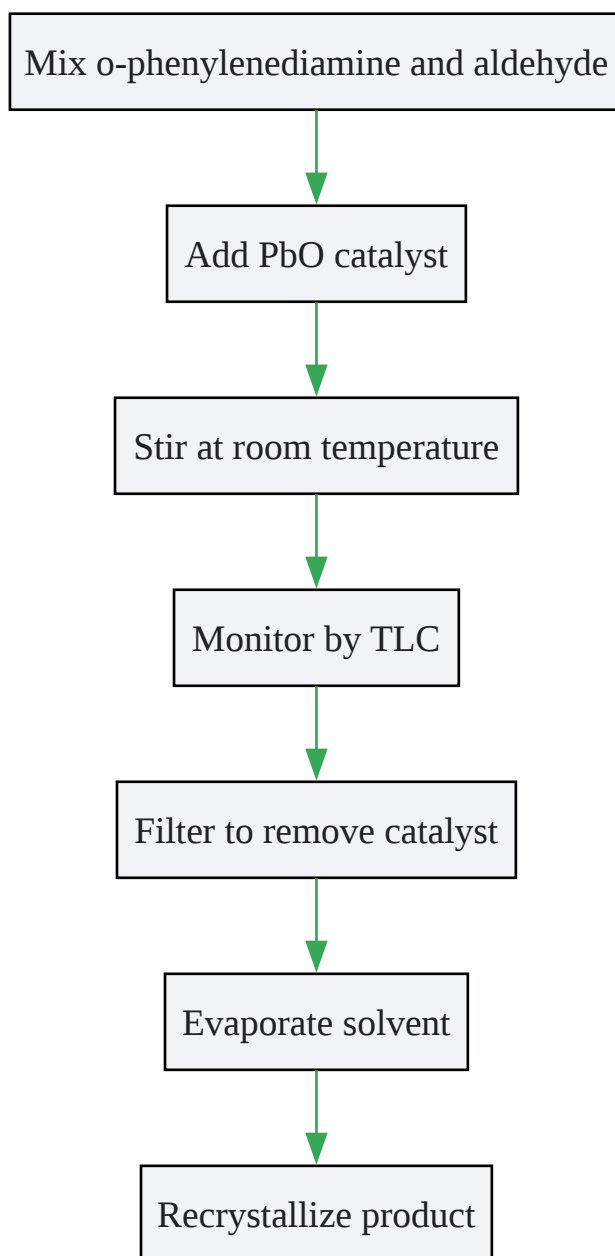 Mix o-phenylenediamine and aldehyde
Add PbO catalyst
Stir at room temperature
Monitor by TLC
Filter to remove catalyst
Evaporate solvent
Recrystallize product